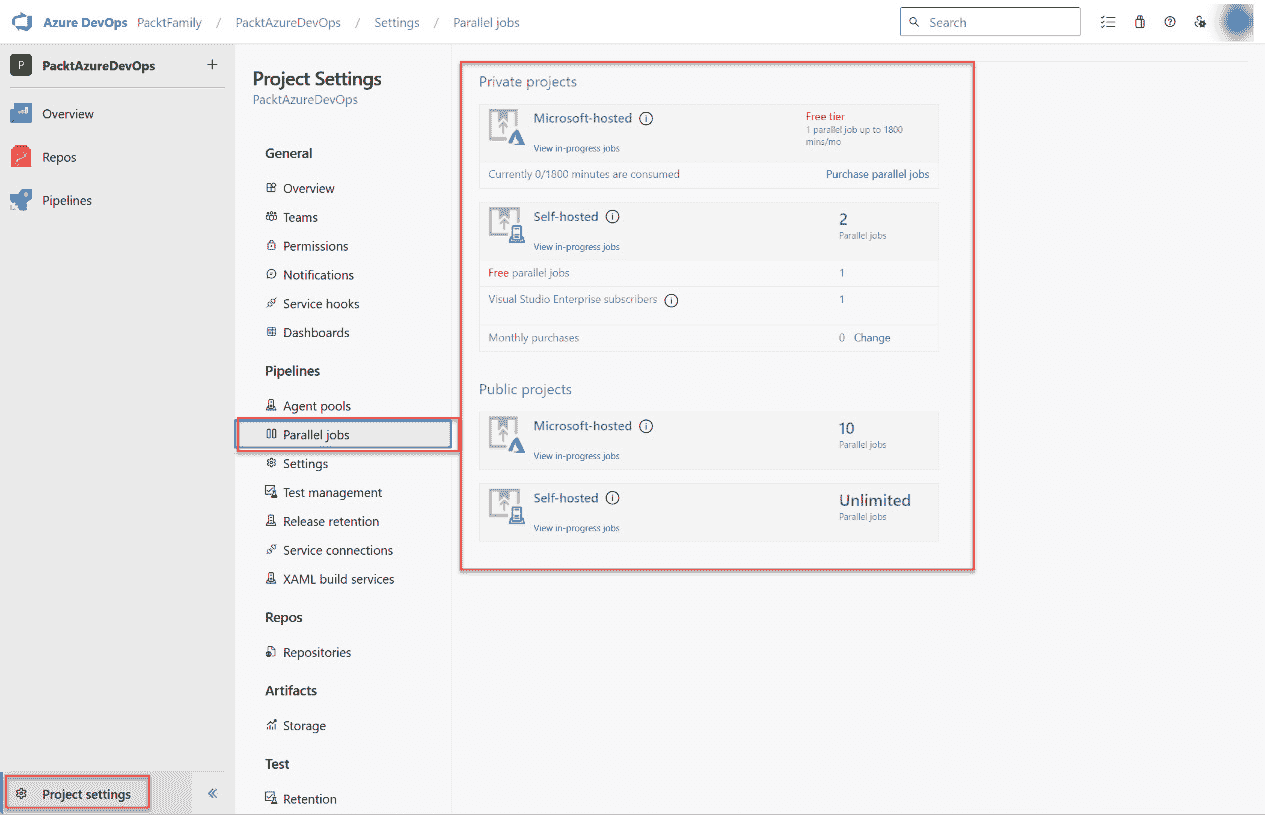 Azure DevOps PacktFamily / PacktAzureDevOps / Settings / Parallel jobs
Search
P PacktAzureDevOps +
Overview
Repos
Pipelines
Project settings
Project Settings
PacktAzureDevOps
General
Overview
Teams
Permissions
Notifications
Service hooks
Dashboards
Pipelines
Agent pools
Parallel jobs
Settings
Test management
Release retention
Service connections
XAML build services
Repos
Repositories
Artifacts
Storage
Test
Retention
Private projects
Microsoft-hosted
View in-progress jobs
Free tier
1 parallel job up to 1800
mins/mo
Currently 0/1800 minutes are consumed
Purchase parallel jobs
Self-hosted
View in-progress jobs
2
Parallel jobs
Free parallel jobs 1
Visual Studio Enterprise subscribers 1
Monthly purchases 0 Change
Public projects
Microsoft-hosted
View in-progress jobs
10
Parallel jobs
Self-hosted
View in-progress jobs
Unlimited
Parallel jobs